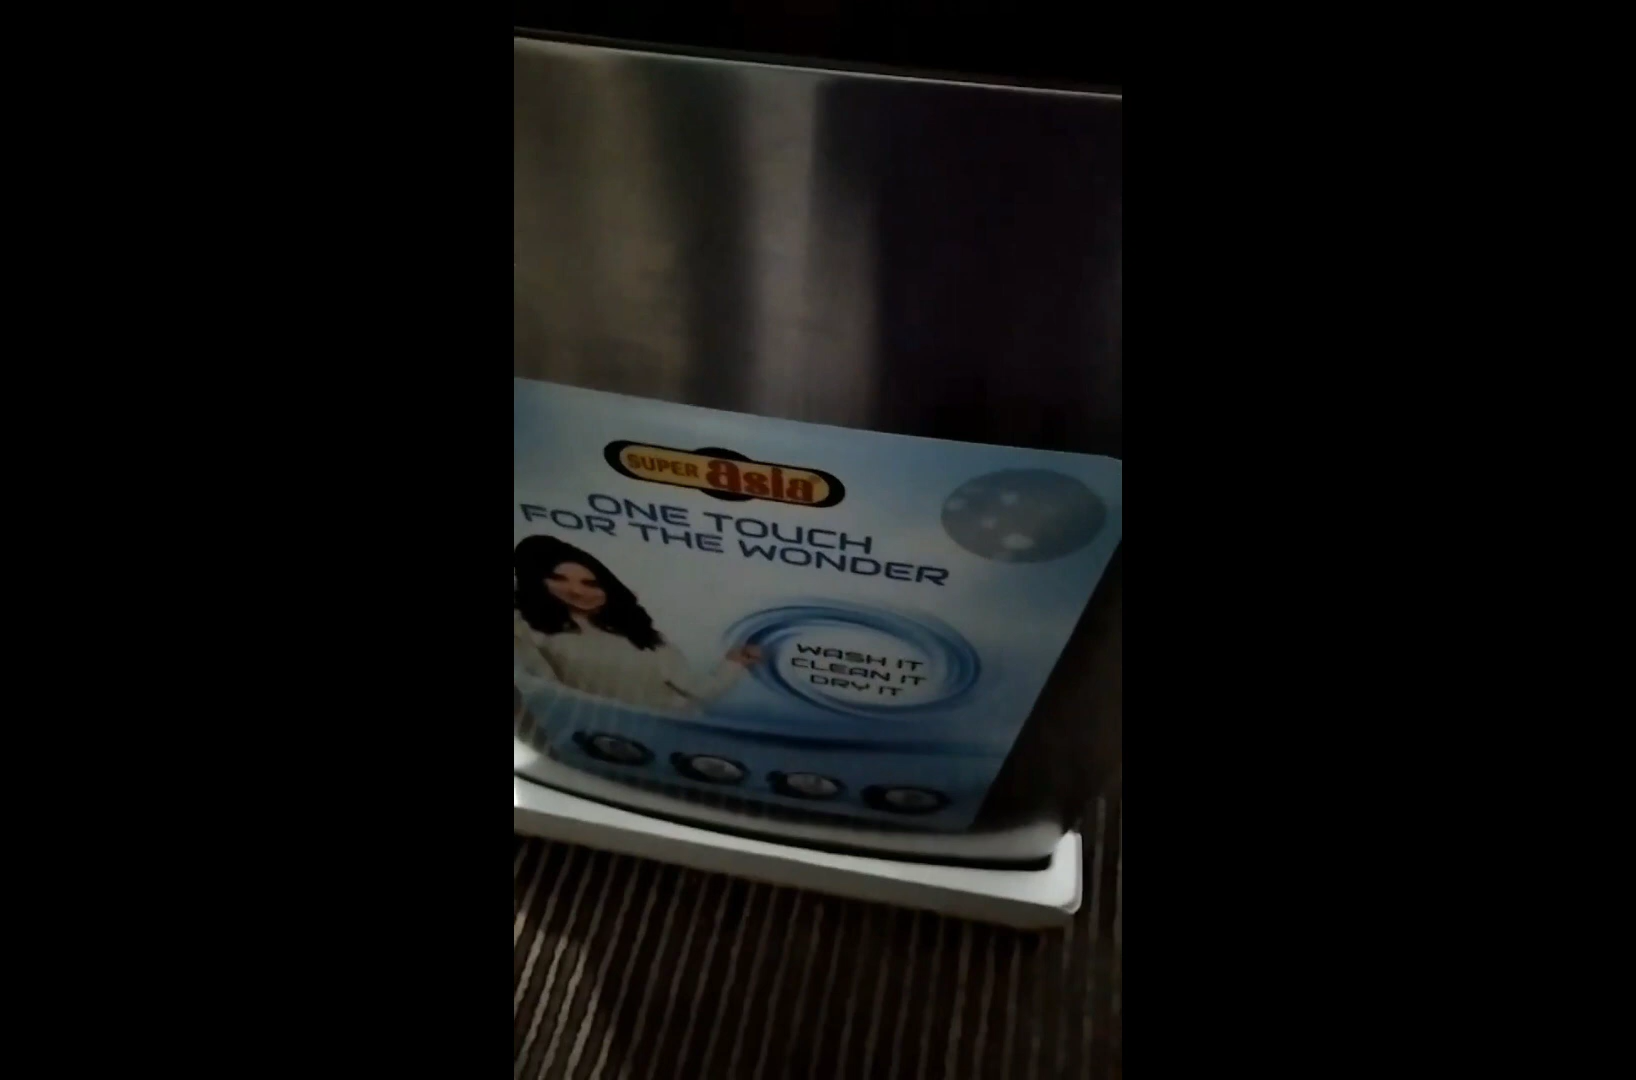 SUPER asia
ONE TOUCH
FOR THE WONDER
WASH IT
CLEAN IT
DRY IT